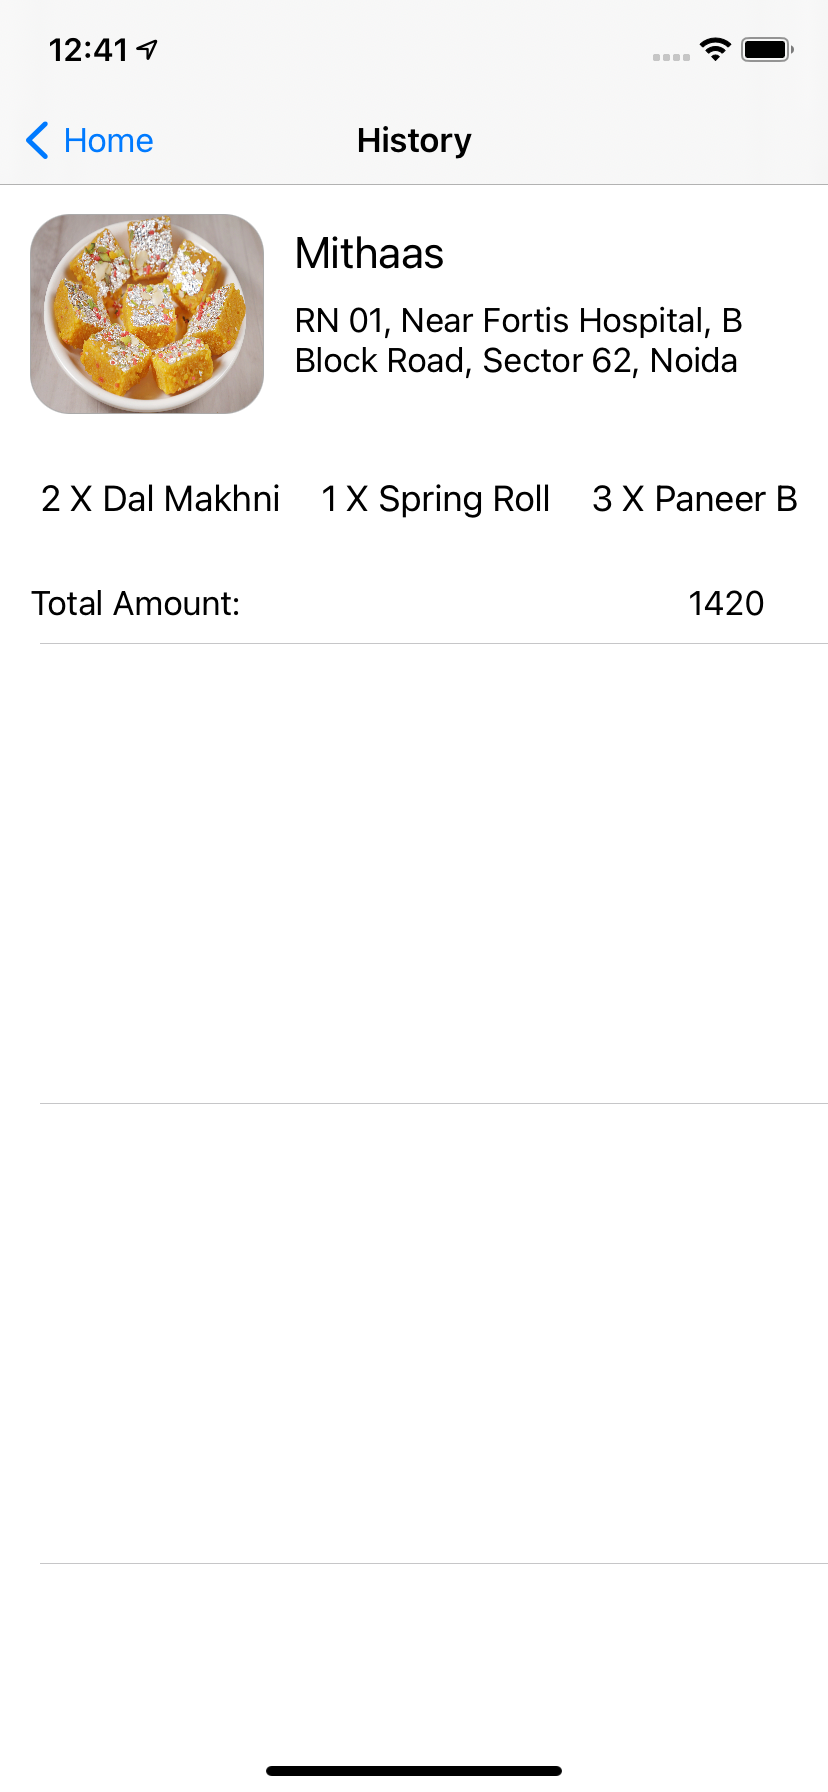 12:41
Home
History
Mithaas
RN 01, Near Fortis Hospital, B
Block Road, Sector 62, Noida
2 X Dal Makhni 1 X Spring Roll 3 X Paneer B
Total Amount: 1420